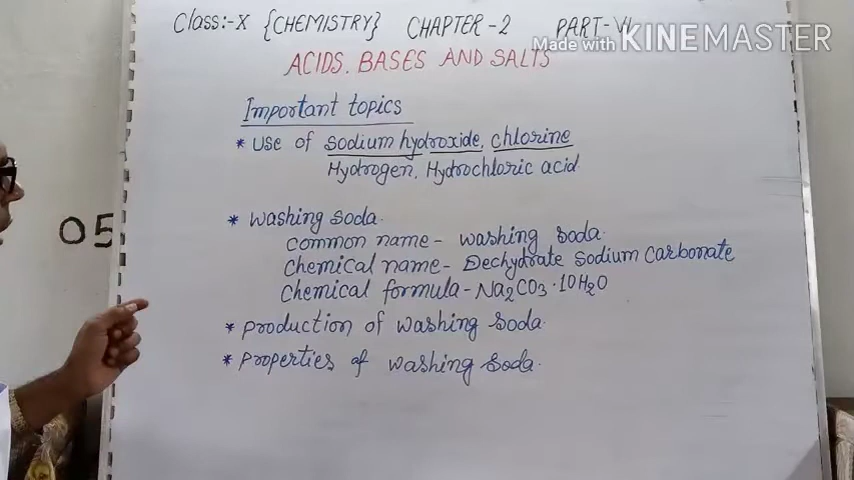 Class:-X {CHEMISTRY} CHAPTER-2 PART-VI
Made with KINEMASTER
ACIDS, BASES AND SALTS
Important topics
* Use of sodium hydroxide, chlorine
Hydrogen, Hydrochloric acid
* Washing Soda.
Common name- washing soda.
Chemical name- Dechydrate Sodium Carbonate
Chemical formula- Na₂CO₃·10H₂O
* production of washing soda.
* properties of washing soda.
05